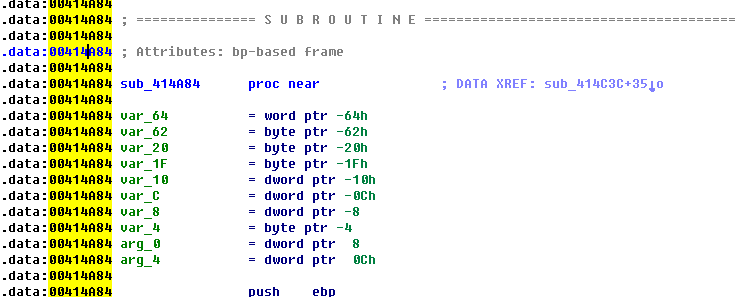 .data:00414A84
.data:00414A84 ; =============== S U B R O U T I N E =======================================
.data:00414A84
.data:00414A84 ; Attributes: bp-based frame
.data:00414A84
.data:00414A84 sub_414A84 proc near ; DATA XREF: sub_414C3C+35↓o
.data:00414A84
.data:00414A84 var_64 = word ptr -64h
.data:00414A84 var_62 = byte ptr -62h
.data:00414A84 var_20 = byte ptr -20h
.data:00414A84 var_1F = byte ptr -1Fh
.data:00414A84 var_10 = dword ptr -10h
.data:00414A84 var_C = dword ptr -0Ch
.data:00414A84 var_8 = dword ptr -8
.data:00414A84 var_4 = byte ptr -4
.data:00414A84 arg_0 = dword ptr 8
.data:00414A84 arg_4 = dword ptr 0Ch
.data:00414A84
.data:00414A84 push ebp